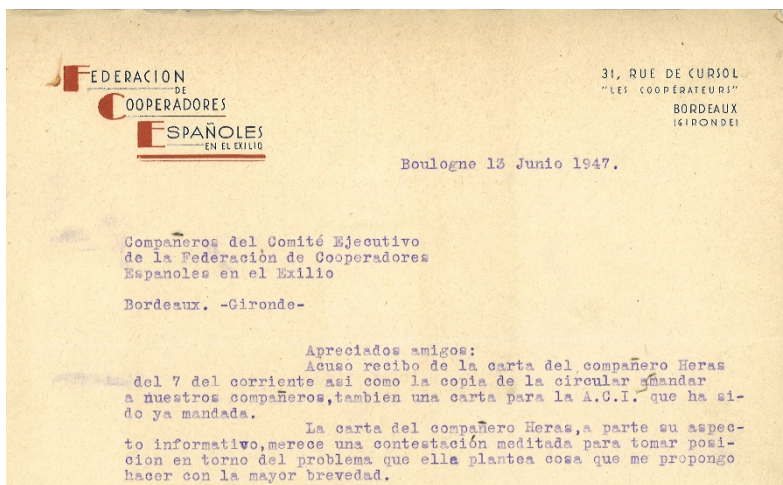 FEDERACION
DE
COOPERADORES
ESPAÑOLES
EN EL EXILIO
31, RUE DE CURSOL
"LES COOPÉRATEURS"
BORDEAUX
(GIRONDE)
Boulogne 13 Junio 1947.
Compañeros del Comité Ejecutivo
de la Federación de Cooperadores
Espanoles en el Exilio
Bordeaux. -Gironde-
Apreciados amigos:
Acuso recibo de la carta del compañero Heras
del 7 del corriente asi como la copia de la circular amandar
a nuestros compañeros,tambien una carta para la A.C.I. que ha si-
do ya mandada.
La carta del compañero Heras,a parte su aspec-
to informativo,merece una contestación meditada para tomar posi-
cion en torno del problema que ella plantea cosa que me propongo
hacer con la mayor brevedad.